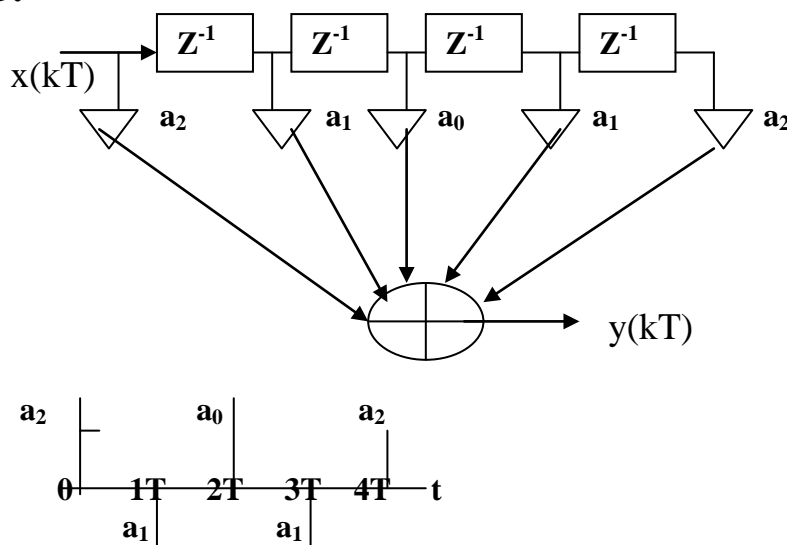 Z⁻¹ Z⁻¹ Z⁻¹ Z⁻¹
x(kT)
a₂ a₁ a₀ a₁ a₂
y(kT)
a₂ a₀ a₂
0 1T 2T 3T 4T t
a₁ a₁